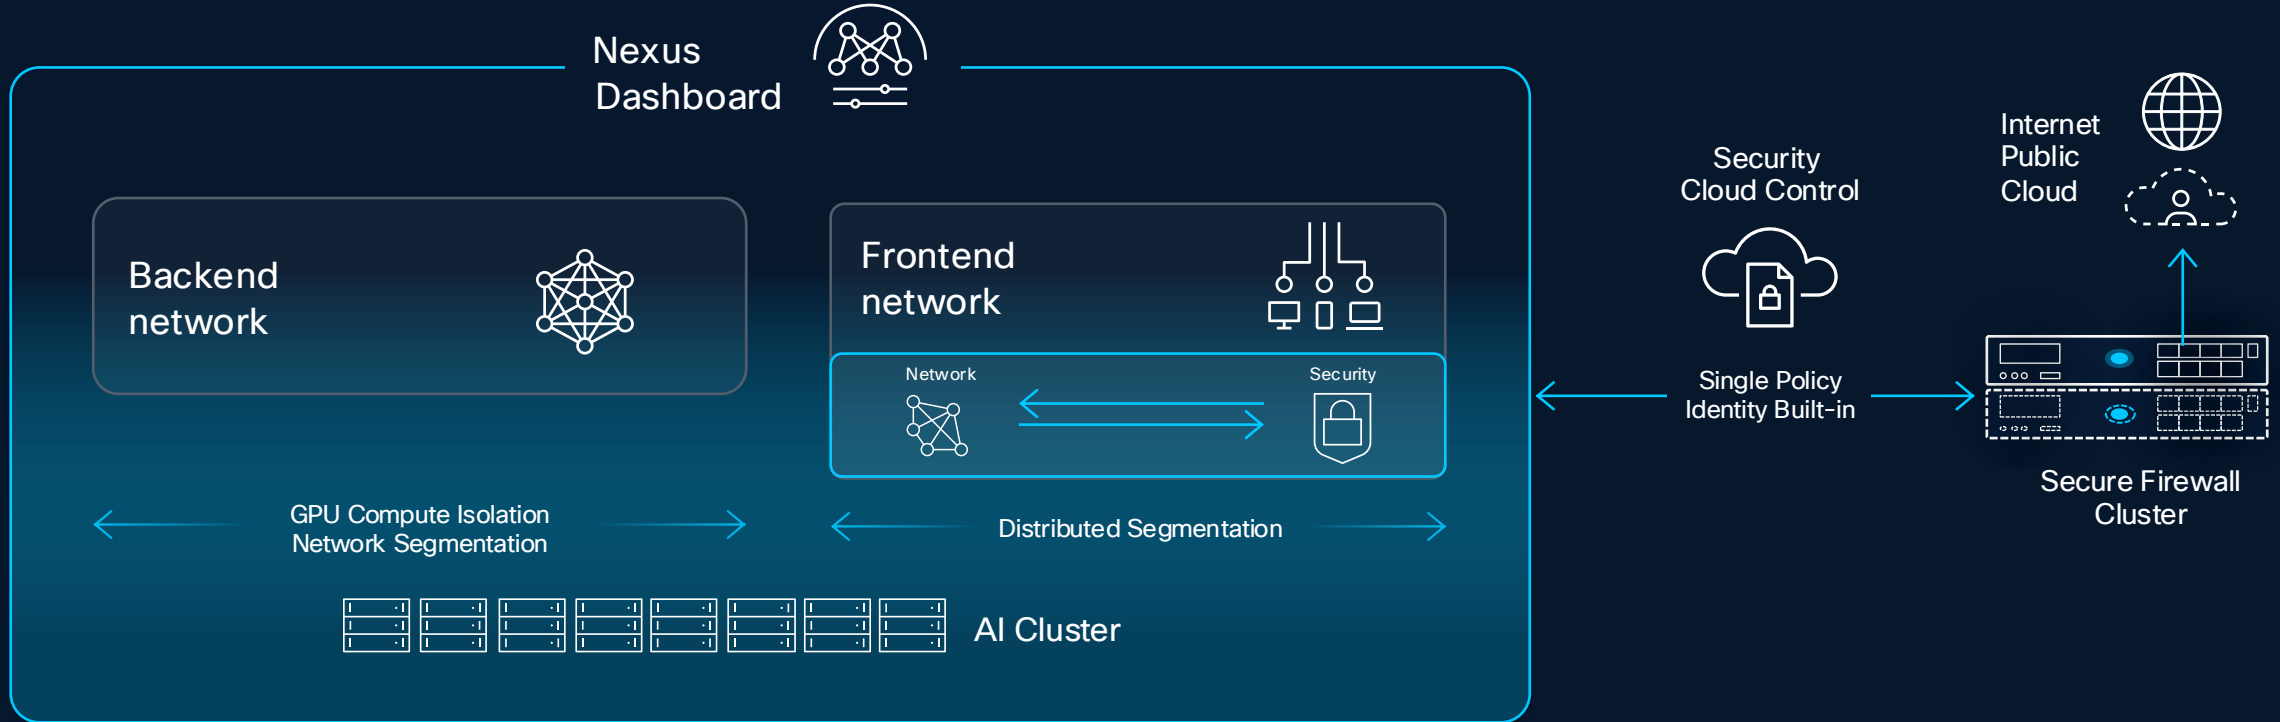 Nexus
Dashboard
Backend
network
Frontend
network
Network
Security
GPU Compute Isolation
Network Segmentation
Distributed Segmentation
AI Cluster
Security
Cloud Control
Single Policy
Identity Built-in
Internet
Public
Cloud
Secure Firewall
Cluster